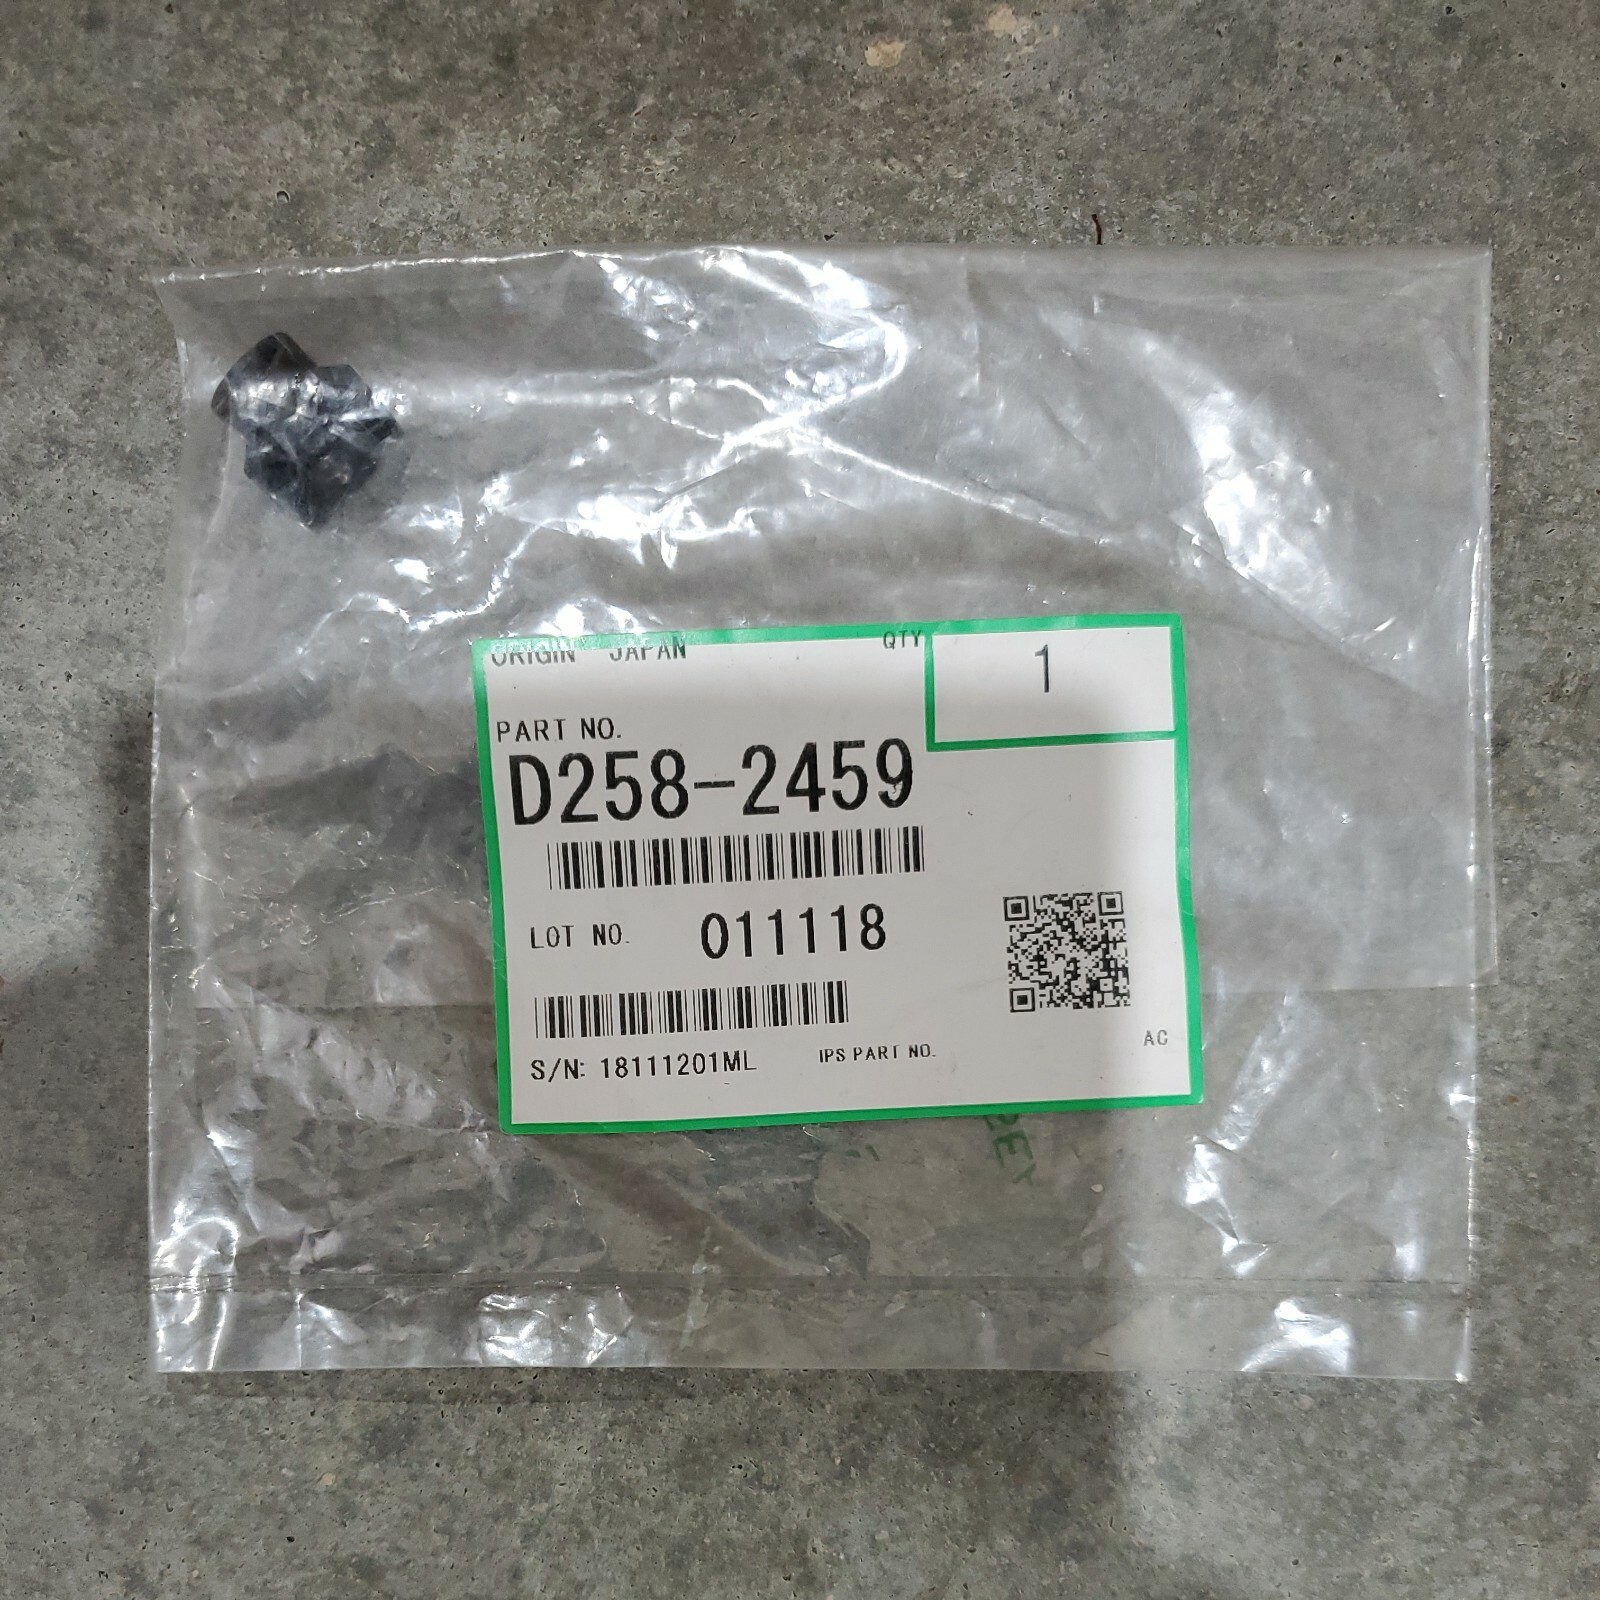 ORIGIN JAPAN QTY 1
PART NO.
D258-2459
LOT NO. 011118
S/N: 18111201ML IPS PART NO. AC